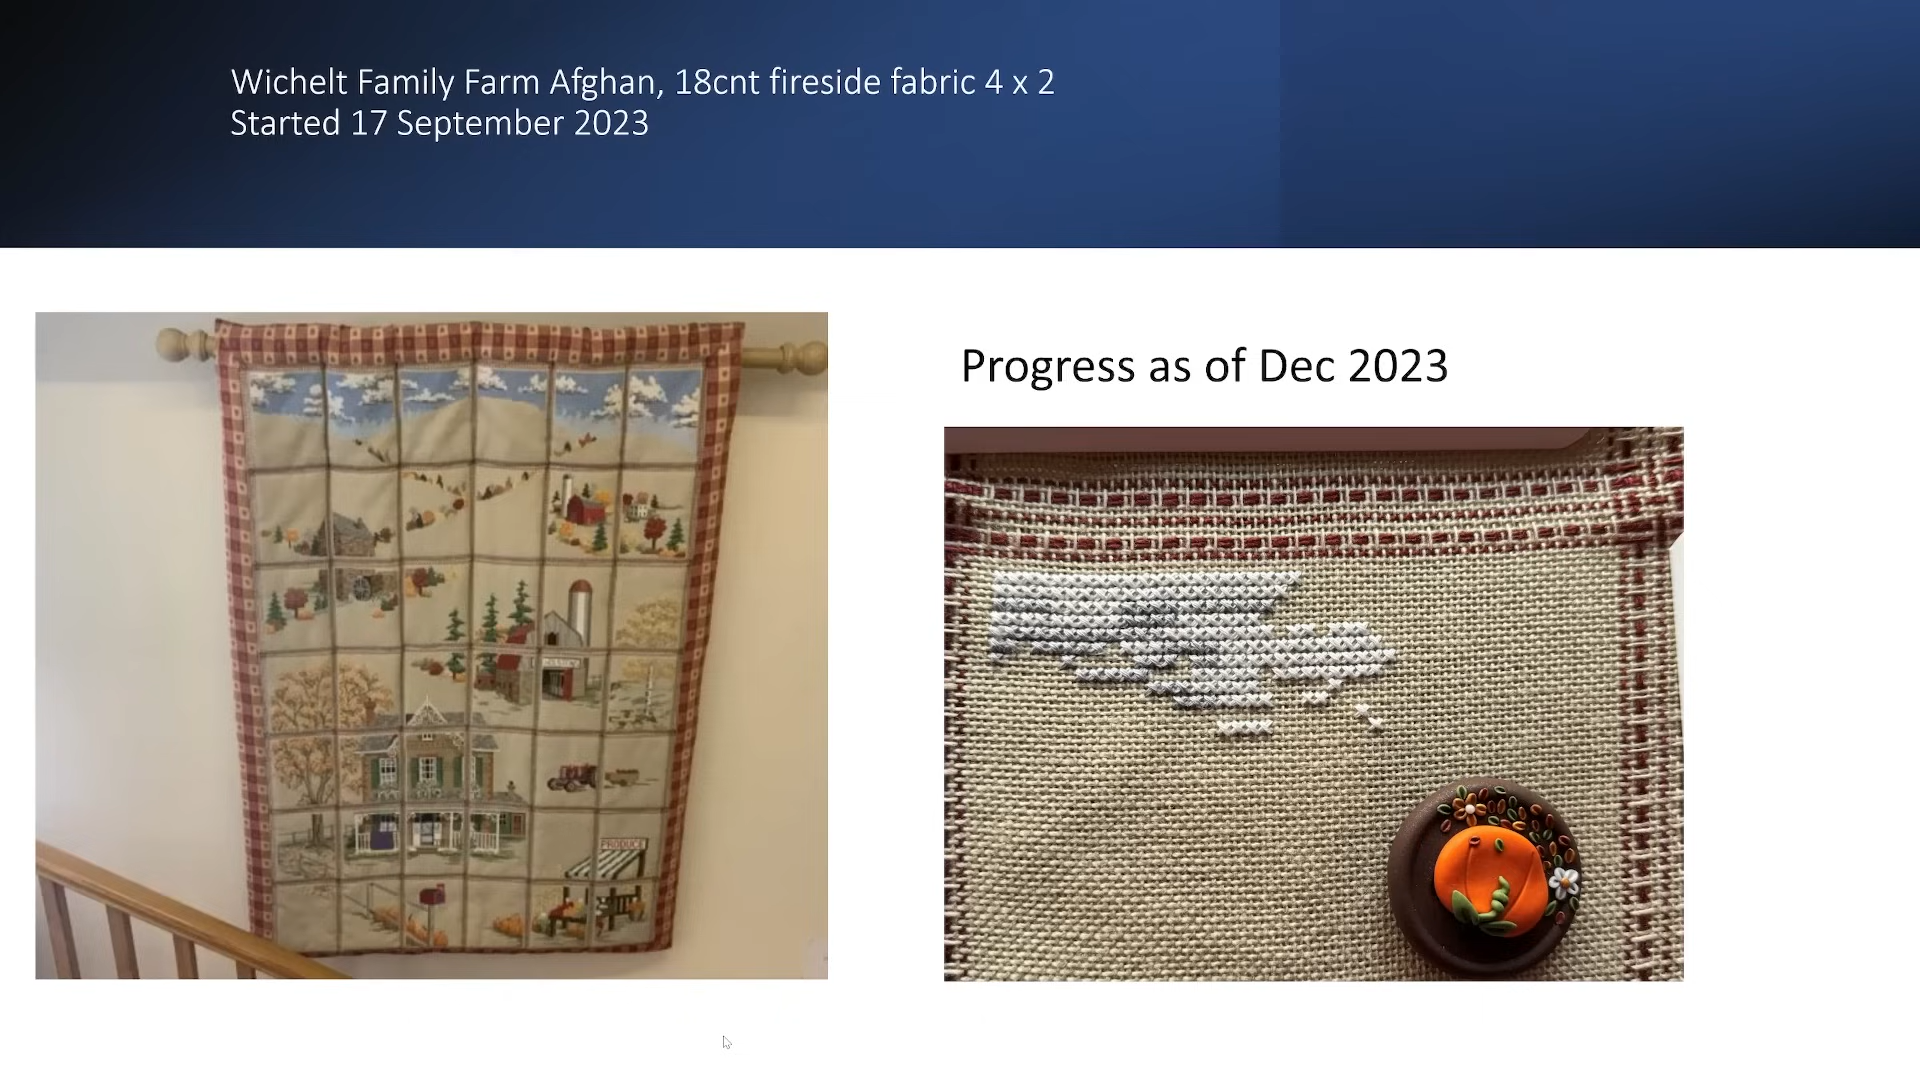 Wichelt Family Farm Afghan, 18cnt fireside fabric 4 x 2
Started 17 September 2023
Progress as of Dec 2023
PRODUCE